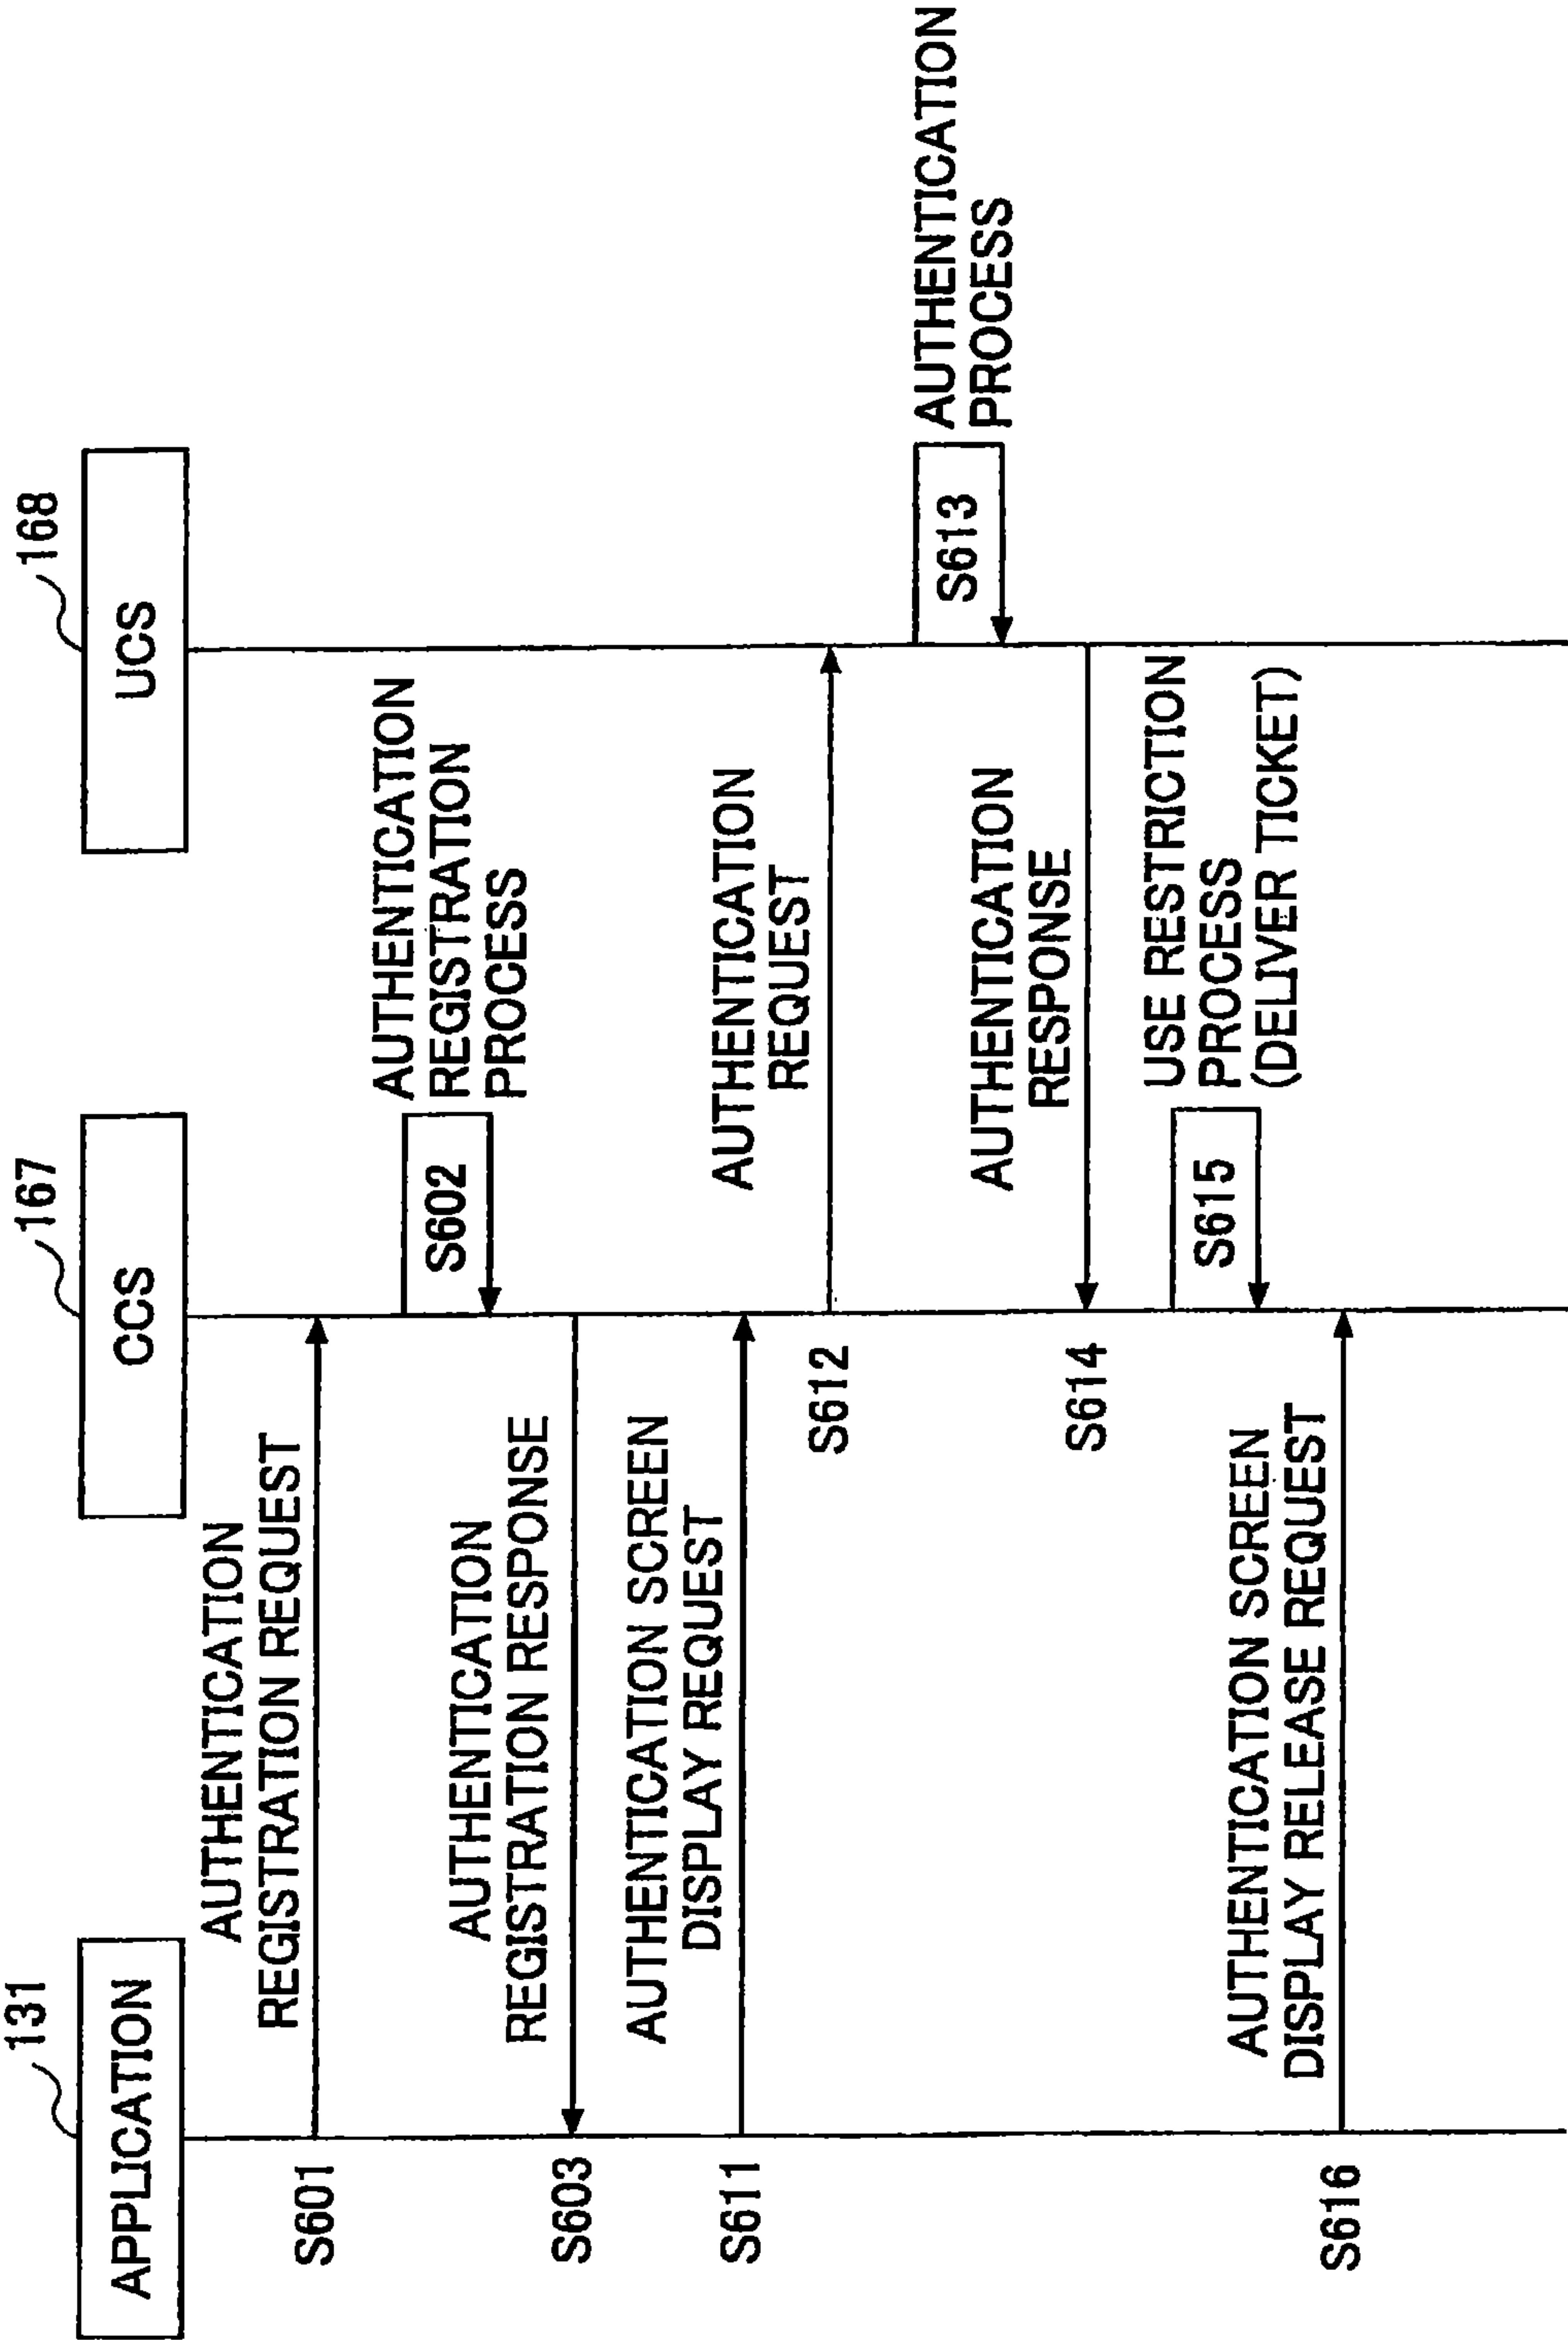 131
APPLICATION
167
CCS
168
UCS
S601
AUTHENTICATION
REGISTRATION REQUEST
S602
AUTHENTICATION
REGISTRATION
PROCESS
S603
AUTHENTICATION
REGISTRATION RESPONSE
S611
AUTHENTICATION SCREEN
DISPLAY REQUEST
S612
AUTHENTICATION
REQUEST
S613
AUTHENTICATION
PROCESS
S614
AUTHENTICATION
RESPONSE
S615
USE RESTRICTION
PROCESS
(DELIVER TICKET)
S616
AUTHENTICATION SCREEN
DISPLAY RELEASE REQUEST